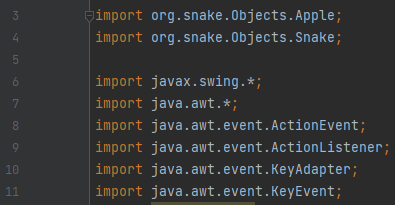 3 import org.snake.Objects.Apple;
4 import org.snake.Objects.Snake;
5
6 import javax.swing.*;
7 import java.awt.*;
8 import java.awt.event.ActionEvent;
9 import java.awt.event.ActionListener;
10 import java.awt.event.KeyAdapter;
11 import java.awt.event.KeyEvent;